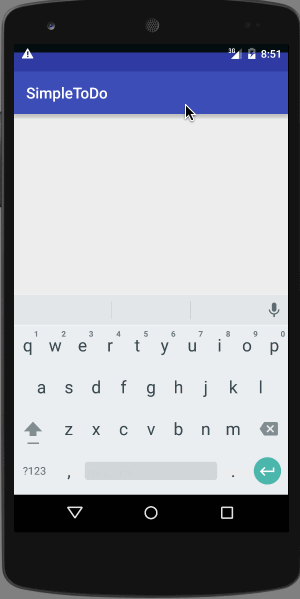 3G 8:51
SimpleToDo
1 2 3 4 5 6 7 8 9 0
q w e r t y u i o p
a s d f g h j k l
z x c v b n m
?123 , .